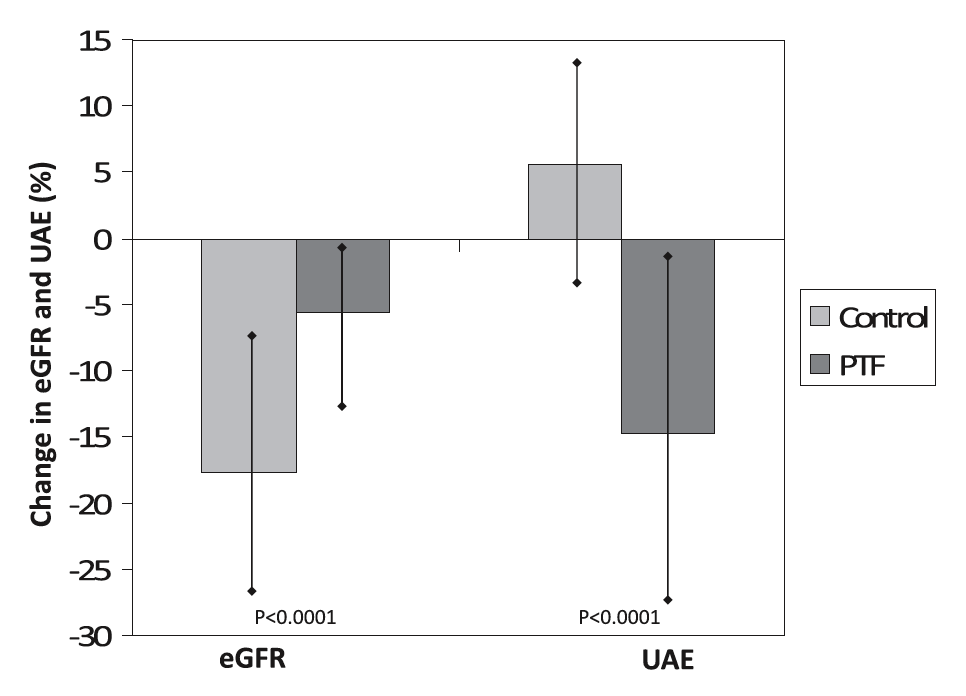 15
10
5
0
-5
-10
-15
-20
-25
-30
Change in eGFR and UAE (%)
P<0.0001
P<0.0001
eGFR
UAE
Control
PTF